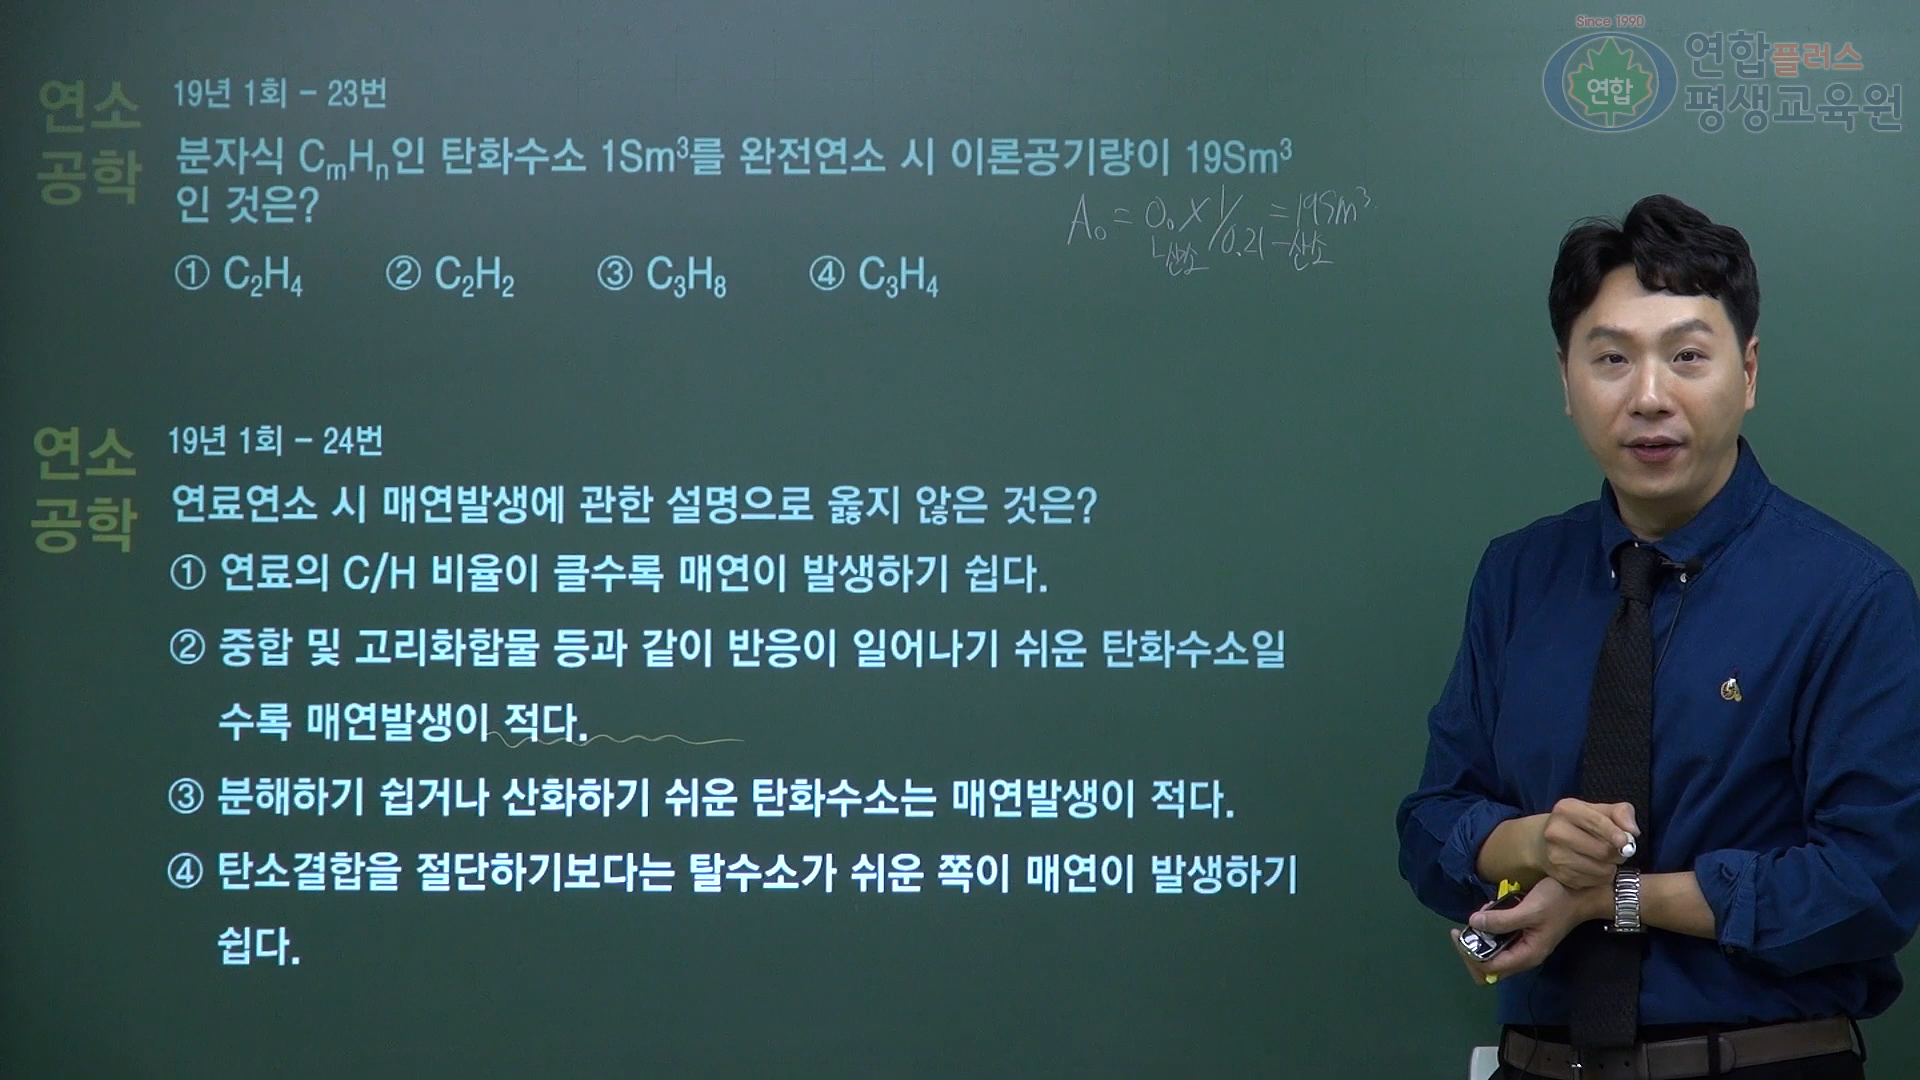 Since 1990
연합
연합플러스
평생교육원
연소
공학
19년 1회 – 23번
분자식 CₘHₙ인 탄화수소 1Sm³를 완전연소 시 이론공기량이 19Sm³
인 것은?
A₀ = O₀ × 1/0.21 = 19Sm³
산소
산소
① C₂H₄ ② C₂H₂ ③ C₃H₈ ④ C₃H₄
연소
공학
19년 1회 – 24번
연료연소 시 매연발생에 관한 설명으로 옳지 않은 것은?
① 연료의 C/H 비율이 클수록 매연이 발생하기 쉽다.
② 중합 및 고리화합물 등과 같이 반응이 일어나기 쉬운 탄화수소일
수록 매연발생이 적다.
③ 분해하기 쉽거나 산화하기 쉬운 탄화수소는 매연발생이 적다.
④ 탄소결합을 절단하기보다는 탈수소가 쉬운 쪽이 매연이 발생하기
쉽다.